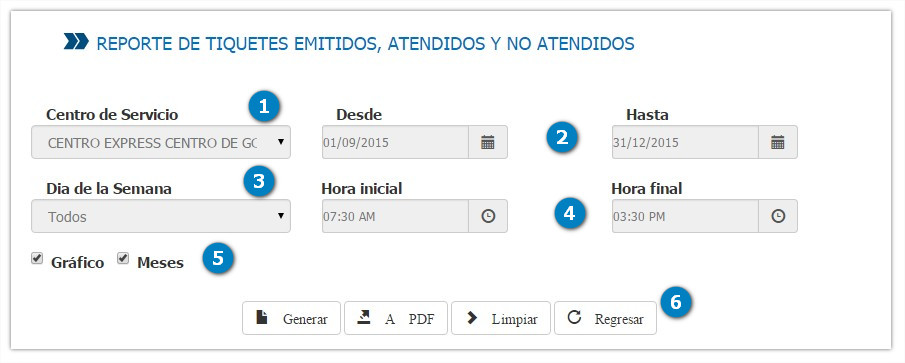 REPORTE DE TIQUETES EMITIDOS, ATENDIDOS Y NO ATENDIDOS
Centro de Servicio 1 Desde Hasta
CENTRO EXPRESS CENTRO DE GO 01/09/2015 2 31/12/2015
Dia de la Semana 3 Hora inicial Hora final
Todos 07:30 AM 4 03:30 PM
Gráfico Meses 5
Generar A PDF Limpiar Regresar 6